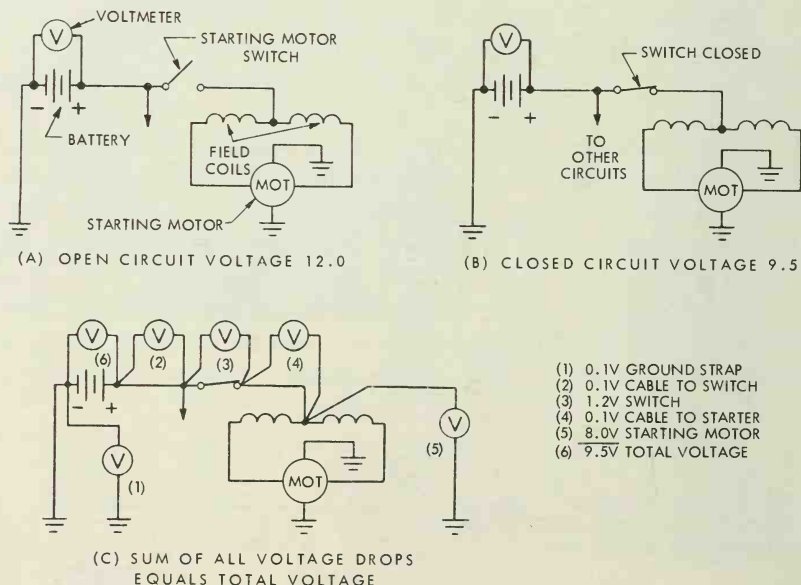 VOLTMETER
V
STARTING MOTOR
SWITCH
- +
BATTERY
FIELD
COILS
MOT
STARTING MOTOR
(A) OPEN CIRCUIT VOLTAGE 12.0
V
SWITCH CLOSED
- +
TO
OTHER
CIRCUITS
MOT
(B) CLOSED CIRCUIT VOLTAGE 9.5
V V V V
(6) (2) (3) (4)
- +
V
(1)
MOT
V
(5)
(C) SUM OF ALL VOLTAGE DROPS
EQUALS TOTAL VOLTAGE
(1) 0.1V GROUND STRAP
(2) 0.1V CABLE TO SWITCH
(3) 1.2V SWITCH
(4) 0.1V CABLE TO STARTER
(5) 8.0V STARTING MOTOR
(6) 9.5V TOTAL VOLTAGE